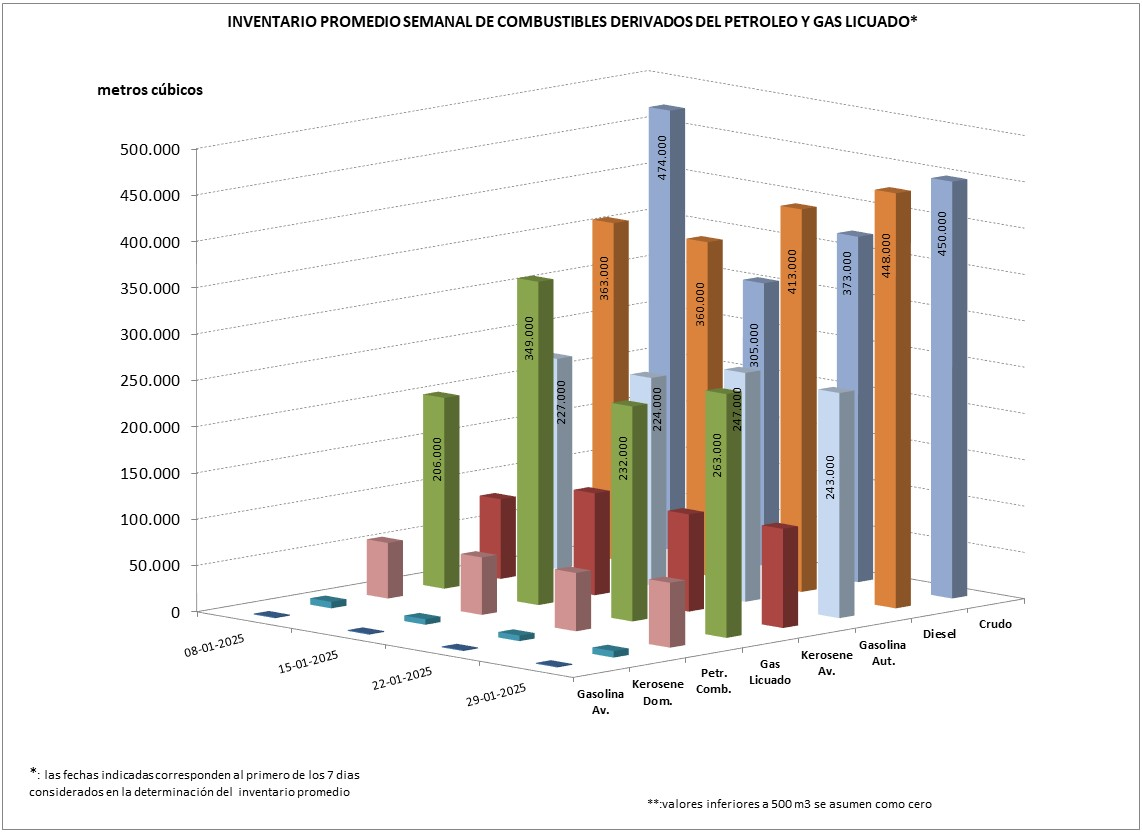 INVENTARIO PROMEDIO SEMANAL DE COMBUSTIBLES DERIVADOS DEL PETROLEO Y GAS LICUADO*
metros cúbicos
500.000
450.000
400.000
350.000
300.000
250.000
200.000
150.000
100.000
50.000
0
474.000
363.000
349.000
227.000
206.000
360.000
305.000
224.000
232.000
413.000
373.000
247.000
263.000
448.000
450.000
243.000
08-01-2025
15-01-2025
22-01-2025
29-01-2025
Gasolina
Av.
Kerosene
Dom.
Petr.
Comb.
Gas
Licuado
Kerosene
Av.
Gasolina
Aut.
Diesel
Crudo
*: las fechas indicadas corresponden al primero de los 7 dias
considerados en la determinación del inventario promedio
**:valores inferiores a 500 m3 se asumen como cero